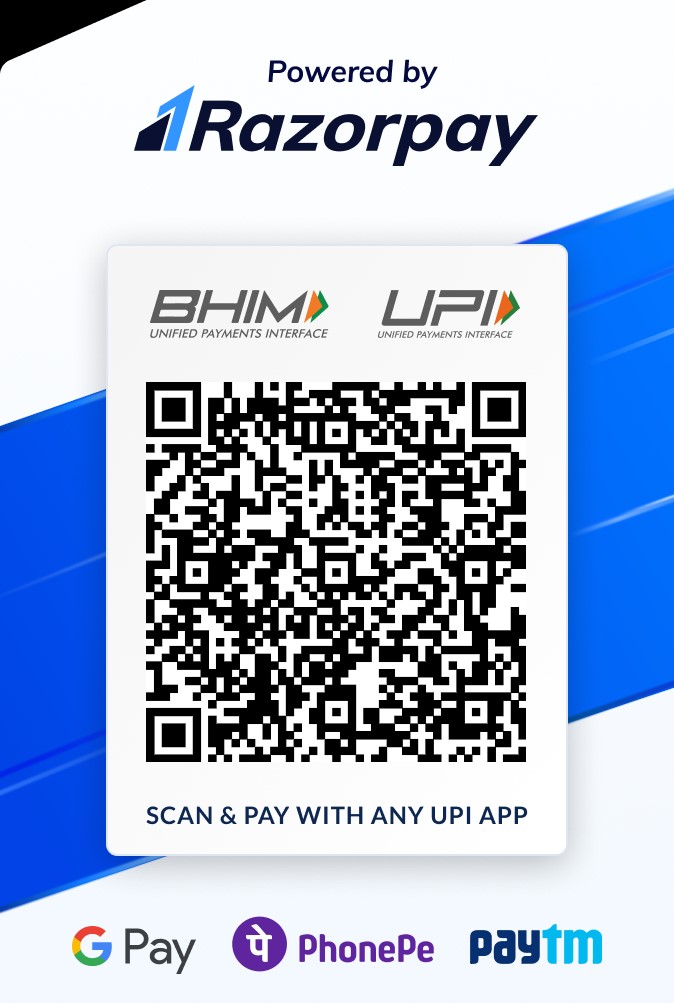 Powered by
Razorpay
BHIM
UNIFIED PAYMENTS INTERFACE
UPI
UNIFIED PAYMENTS INTERFACE
SCAN & PAY WITH ANY UPI APP
G Pay
पे PhonePe
paytm